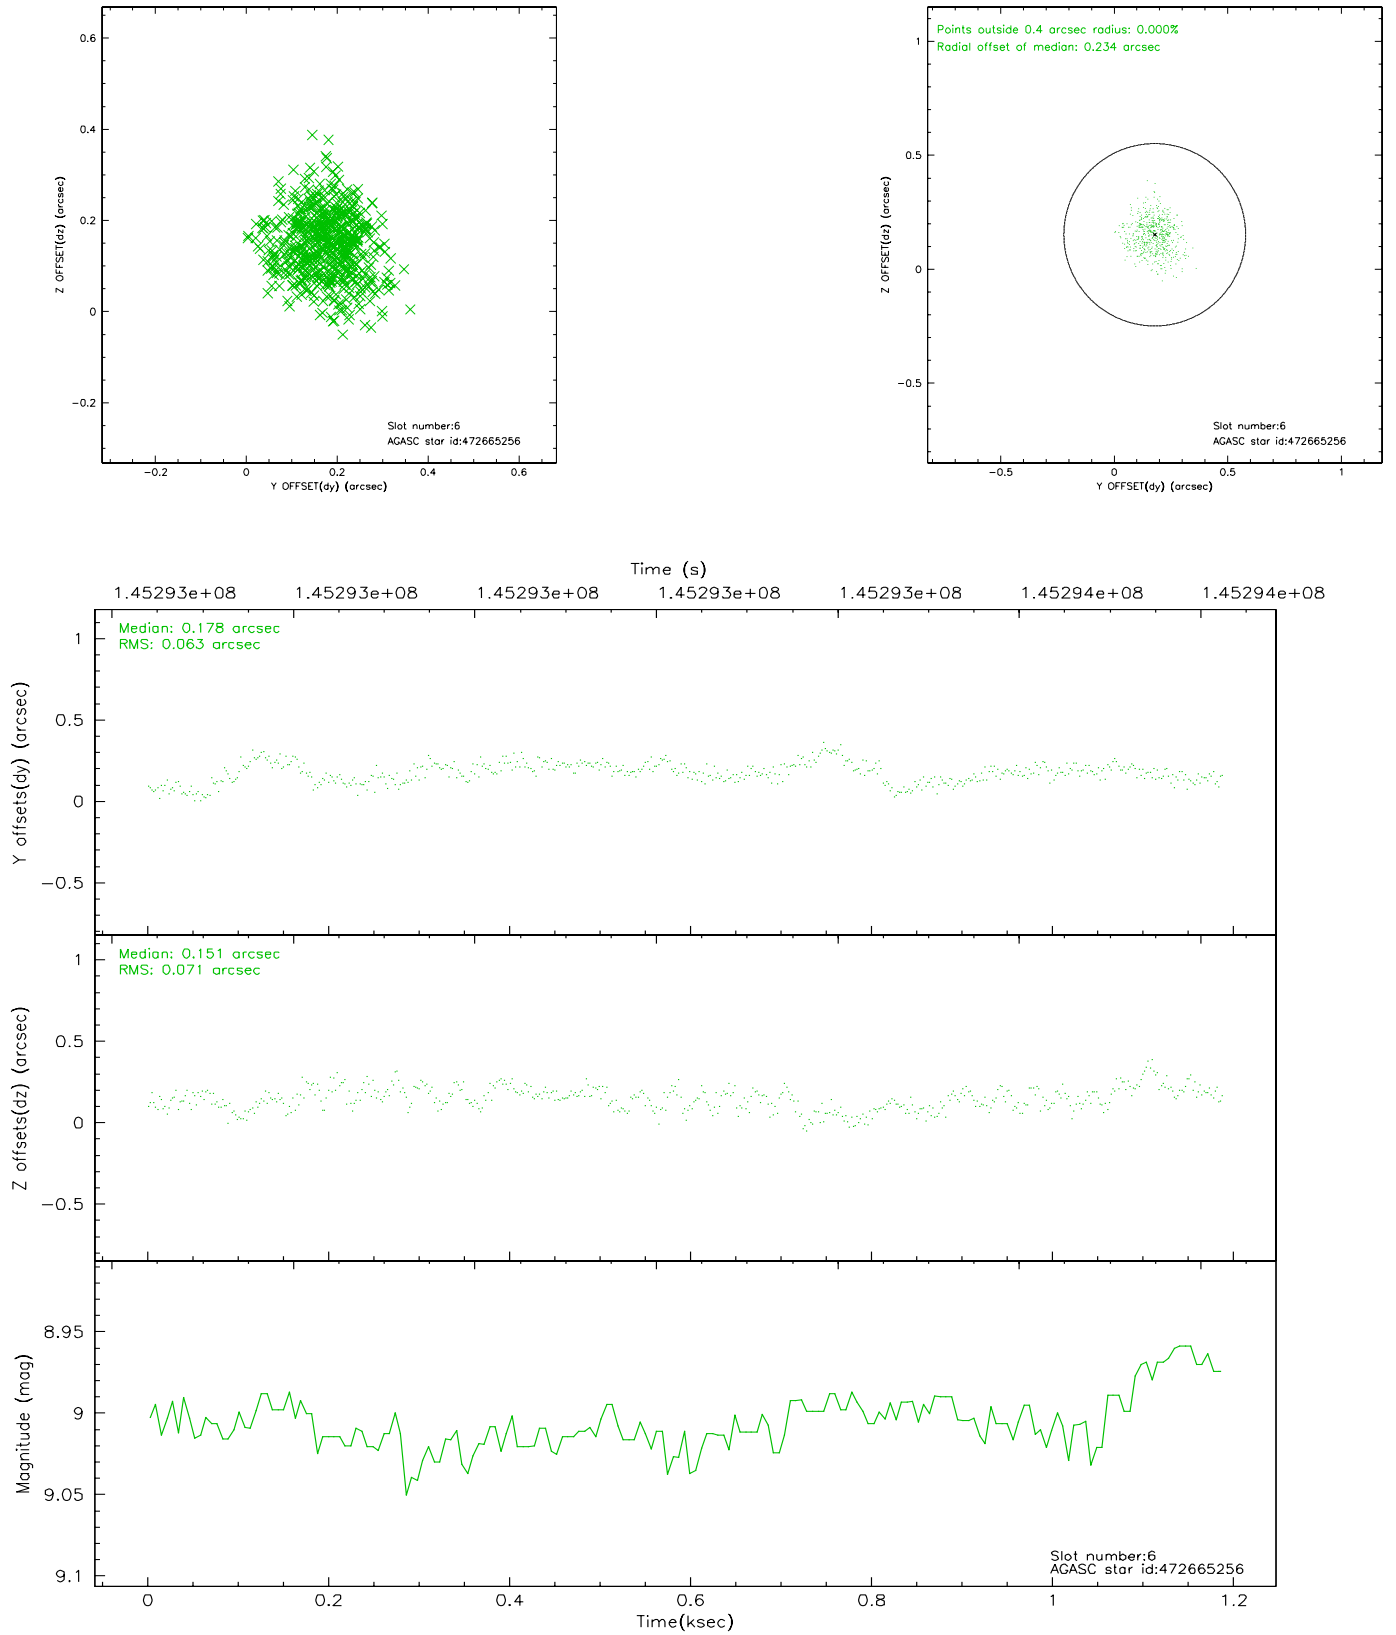 0.6
0.4
0.2
0
−0.2
Z OFFSET(dz) (arcsec)
Slot number:6
AGASC star id:472665256
−0.2 0 0.2 0.4 0.6
Y OFFSET(dy) (arcsec)
Points outside 0.4 arcsec radius: 0.000%
Radial offset of median: 0.234 arcsec
1
0.5
0
−0.5
Z OFFSET(dz) (arcsec)
Slot number:6
AGASC star id:472665256
−0.5 0 0.5 1
Y OFFSET(dy) (arcsec)
Time (s)
1.45293e+08 1.45293e+08 1.45293e+08 1.45293e+08 1.45293e+08 1.45294e+08 1.45294e+08
Median: 0.178 arcsec
RMS: 0.063 arcsec
1
0.5
0
−0.5
Y offsets(dy) (arcsec)
Median: 0.151 arcsec
RMS: 0.071 arcsec
1
0.5
0
−0.5
Z offsets(dz) (arcsec)
8.95
9
9.05
9.1
Magnitude (mag)
Slot number:6
AGASC star id:472665256
0 0.2 0.4 0.6 0.8 1 1.2
Time(ksec)